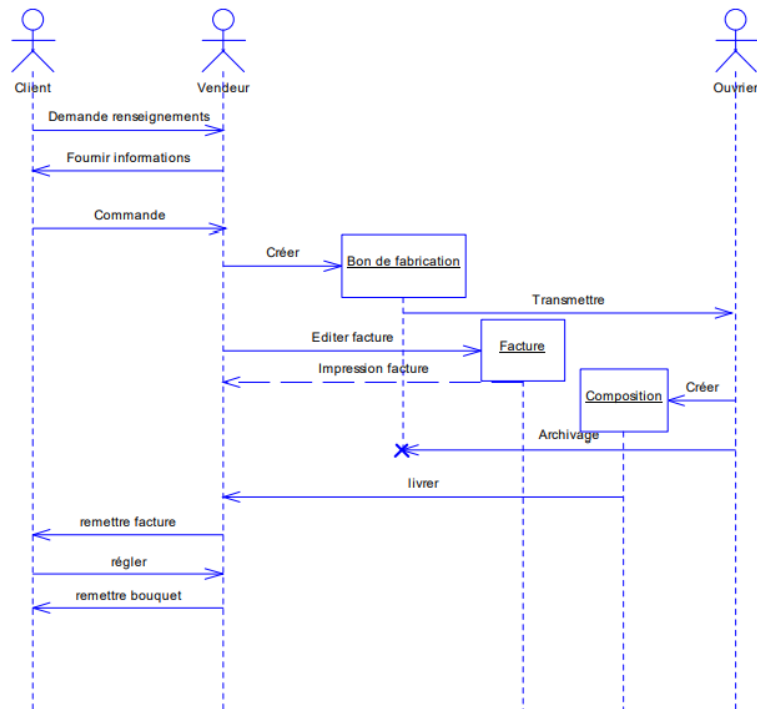 Client
Vendeur
Ouvrier
Demande renseignements
Fournir informations
Commande
Créer
Bon de fabrication
Transmettre
Editer facture
Facture
Impression facture
Composition
Créer
Archivage
livrer
remettre facture
régler
remettre bouquet